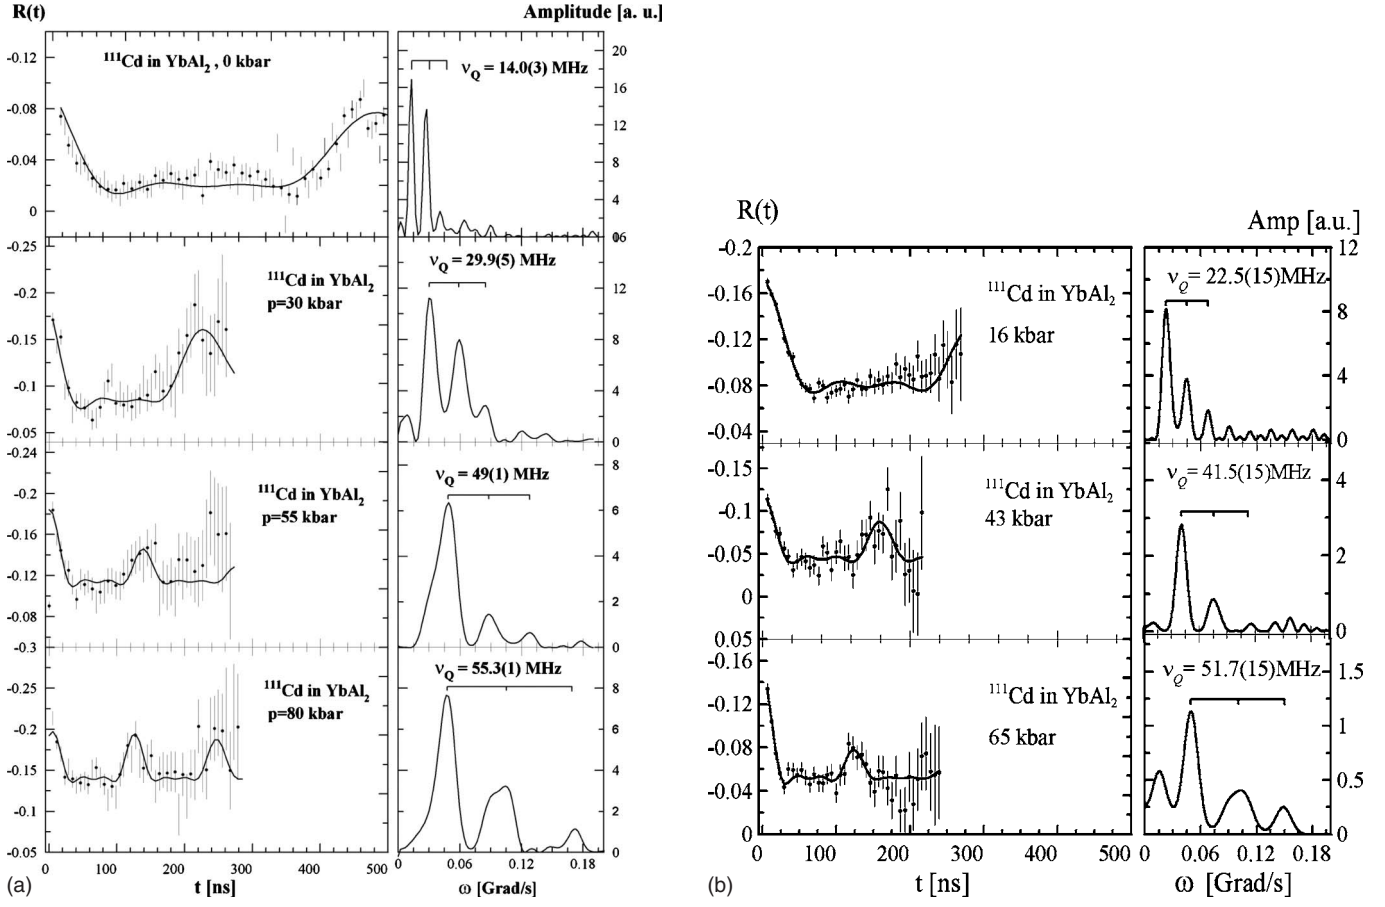 R(t)
Amplitude [a. u.]
-0.12
-0.08
-0.04
0
¹¹¹Cd in YbAl₂ , 0 kbar
ν_Q = 14.0(3) MHz
20
16
12
8
4
-0.25
-0.2
-0.15
-0.1
-0.05
¹¹¹Cd in YbAl₂
p=30 kbar
ν_Q = 29.9(5) MHz
12
8
4
0
-0.24
-0.2
-0.16
-0.12
-0.08
¹¹¹Cd in YbAl₂
p=55 kbar
ν_Q = 49(1) MHz
8
6
4
2
0
-0.3
-0.25
-0.2
-0.15
-0.1
-0.05
¹¹¹Cd in YbAl₂
p=80 kbar
ν_Q = 55.3(1) MHz
8
6
4
2
0
0 100 200 300 400 500
t [ns]
0 0.06 0.12 0.18
ω [Grad/s]
(a)
R(t)
Amp [a.u.]
-0.2
-0.16
-0.12
-0.08
-0.04
¹¹¹Cd in YbAl₂
16 kbar
ν_Q= 22.5(15)MHz
12
8
4
0
-0.15
-0.1
-0.05
0
0.05
¹¹¹Cd in YbAl₂
43 kbar
ν_Q= 41.5(15)MHz
4
2
0
-0.16
-0.12
-0.08
-0.04
0
¹¹¹Cd in YbAl₂
65 kbar
ν_Q= 51.7(15)MHz
1.5
1
0.5
0
0 100 200 300 400 500
t [ns]
0 0.06 0.12 0.18
ω [Grad/s]
(b)